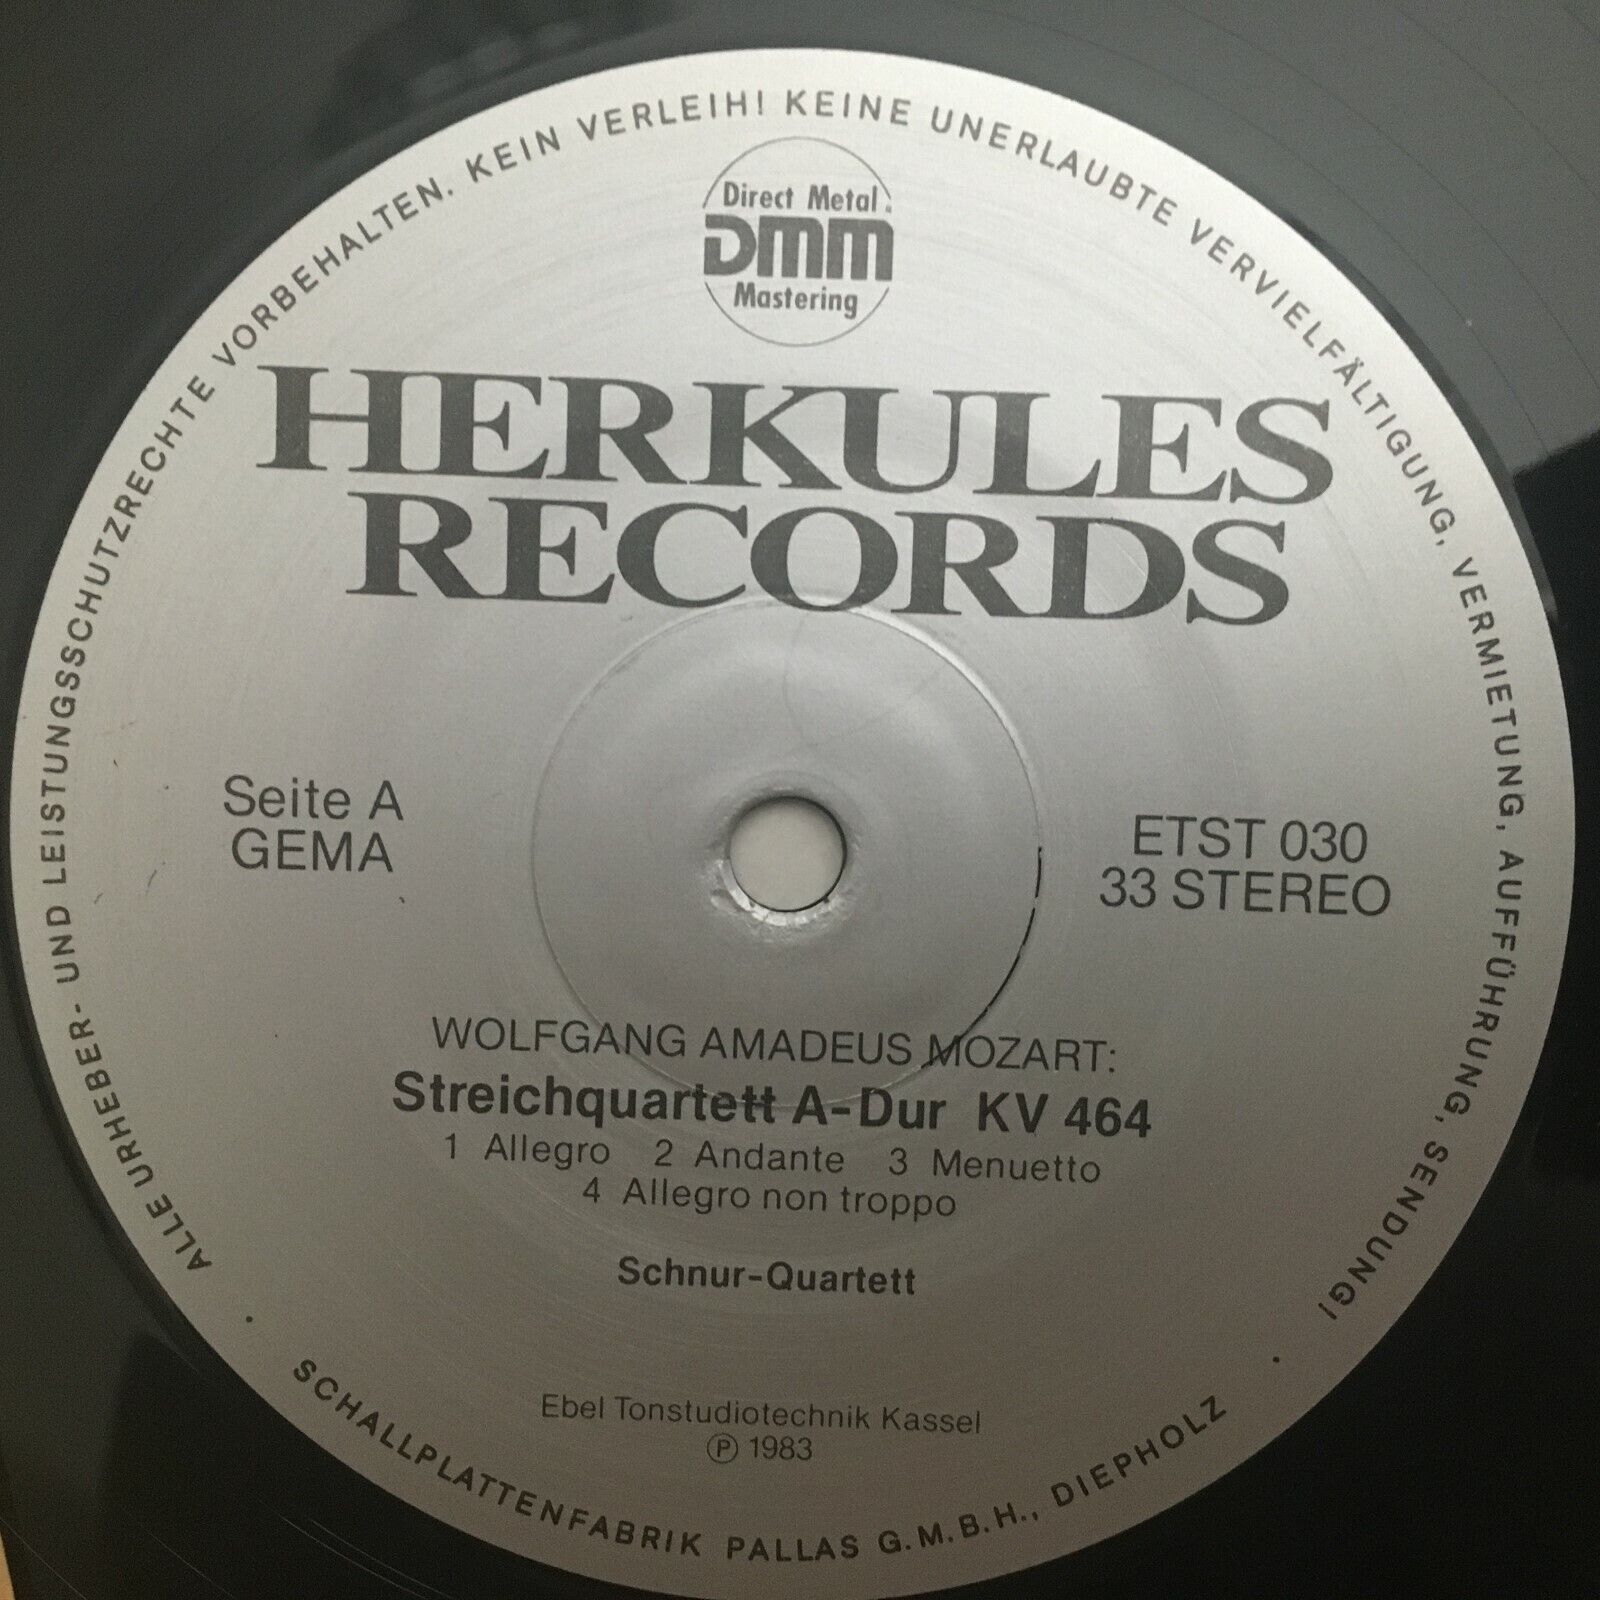 ALLE URHEBER- UND LEISTUNGSSCHUTZRECHTE VORBEHALTEN. KEIN VERLEIH! KEINE UNERLAUBTE VERVIELFÄLTIGUNG, VERMIETUNG, AUFFÜHRUNG, SENDUNG!
Direct Metal
DMM
Mastering
HERKULES
RECORDS
Seite A
GEMA
ETST 030
33 STEREO
WOLFGANG AMADEUS MOZART:
Streichquartett A-Dur KV 464
1 Allegro 2 Andante 3 Menuetto
4 Allegro non troppo
Schnur-Quartett
Ebel Tonstudiotechnik Kassel
℗ 1983
· SCHALLPLATTENFABRIK PALLAS G.M.B.H., DIEPHOLZ ·